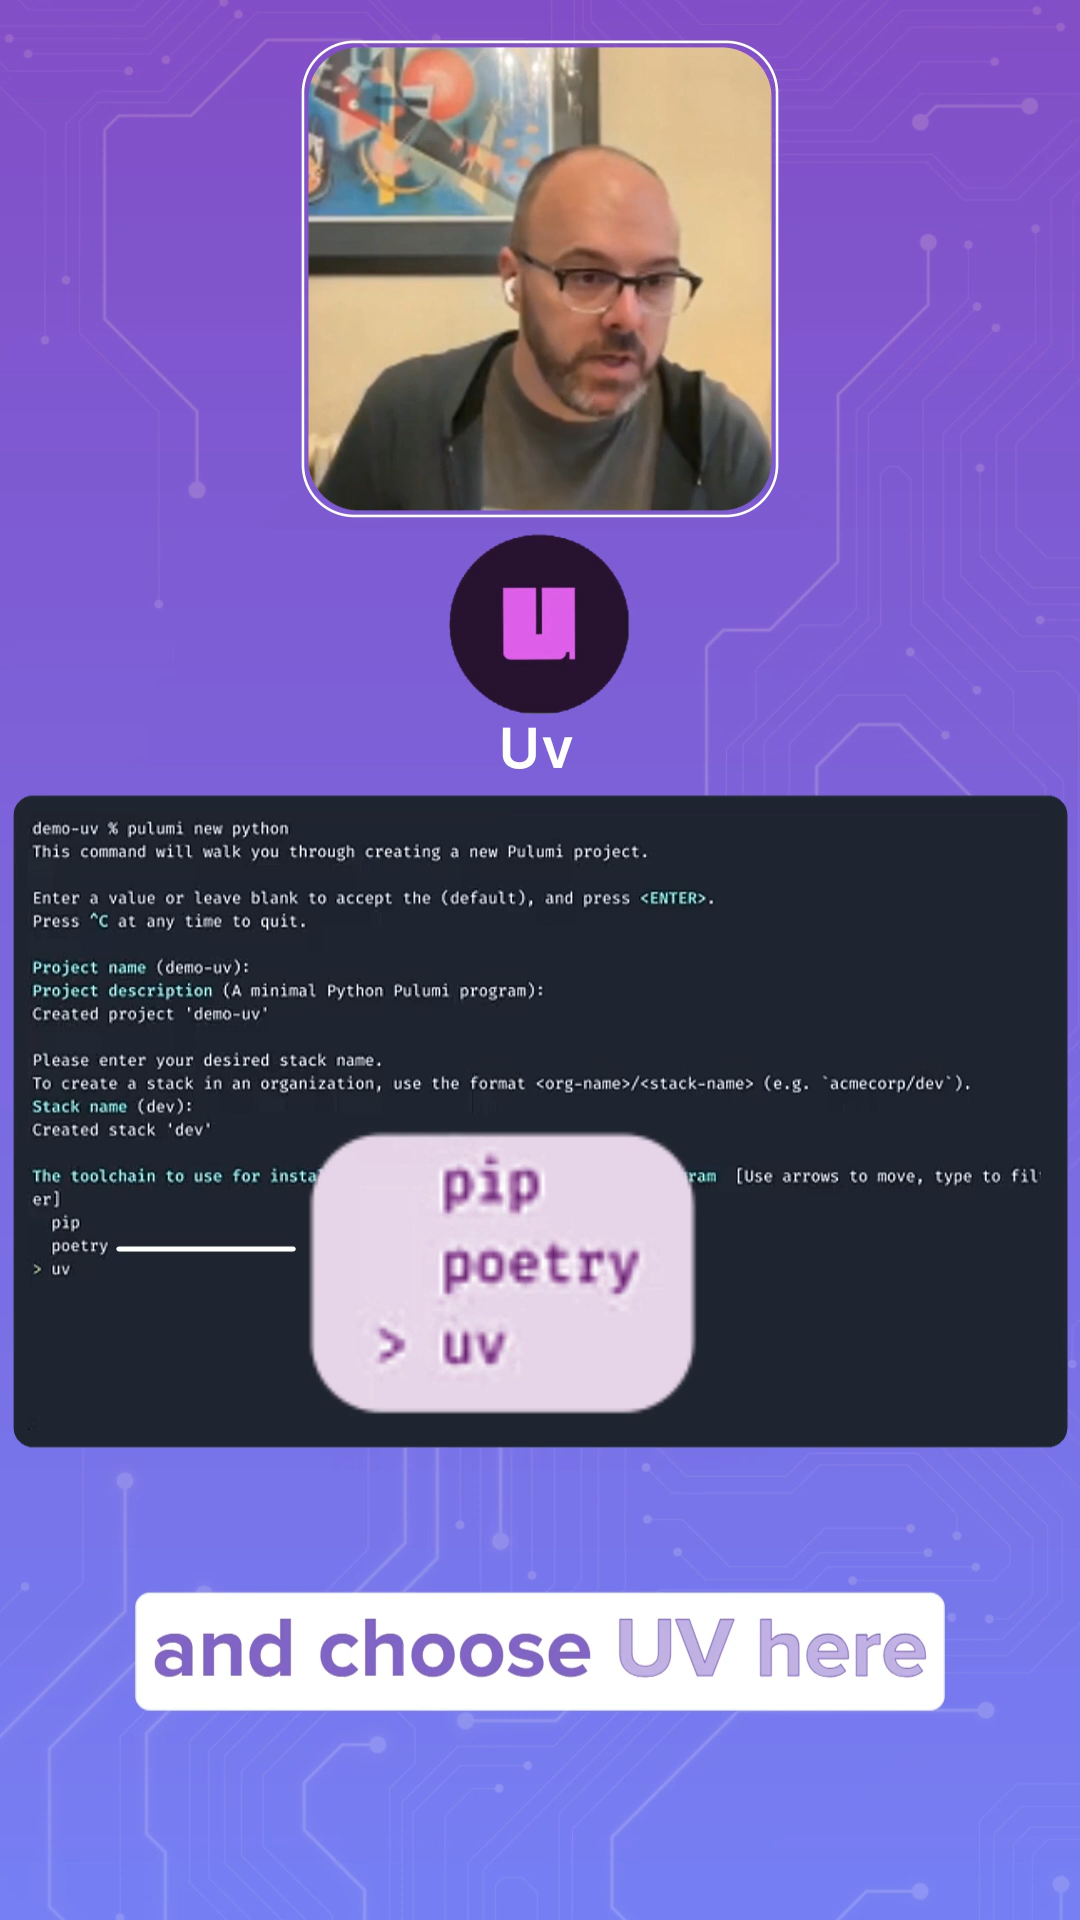 Uv
demo-uv % pulumi new python
This command will walk you through creating a new Pulumi project.
Enter a value or leave blank to accept the (default), and press <ENTER>.
Press ^C at any time to quit.
Project name (demo-uv):
Project description (A minimal Python Pulumi program):
Created project 'demo-uv'
Please enter your desired stack name.
To create a stack in an organization, use the format <org-name>/<stack-name> (e.g. `acmecorp/dev`).
Stack name (dev):
Created stack 'dev'
The toolchain to use for insta ram [Use arrows to move, type to fil
er]
pip
poetry
> uv
pip
poetry
> uv
and choose UV here